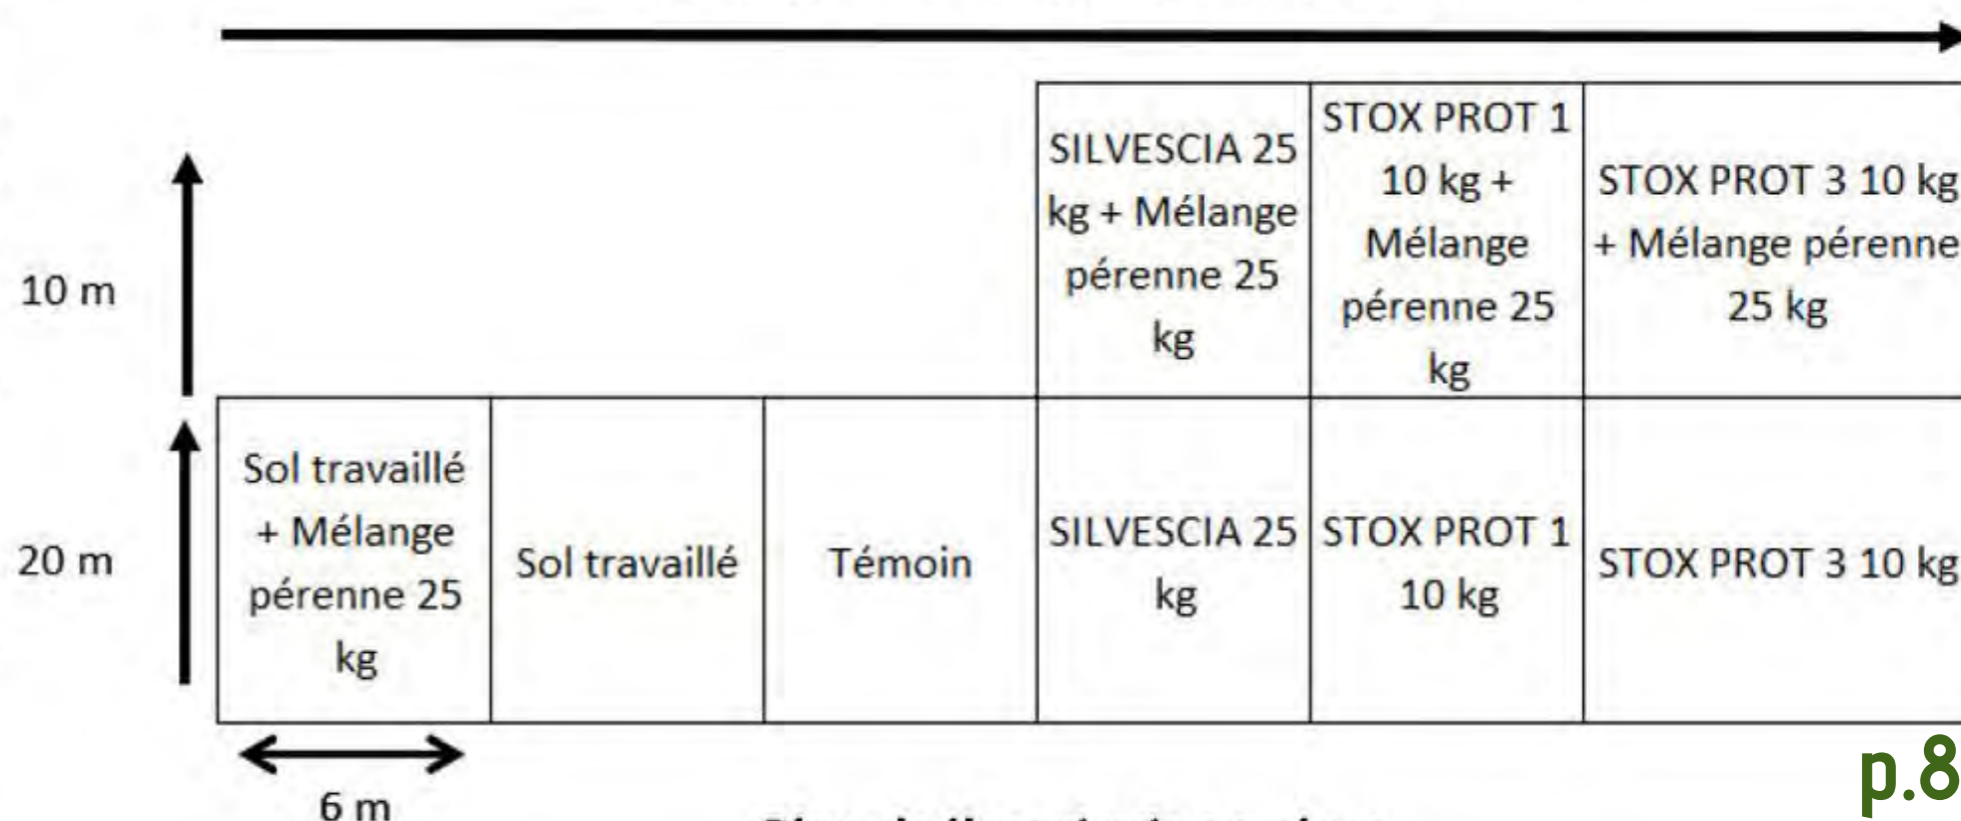 SILVESCIA 25
kg + Mélange
pérenne 25
kg
STOX PROT 1
10 kg +
Mélange
pérenne 25
kg
STOX PROT 3 10 kg
+ Mélange pérenne
25 kg
10 m
20 m
Sol travaillé
+ Mélange
pérenne 25
kg
Sol travaillé
Témoin
SILVESCIA 25
kg
STOX PROT 1
10 kg
STOX PROT 3 10 kg
6 m
p.8